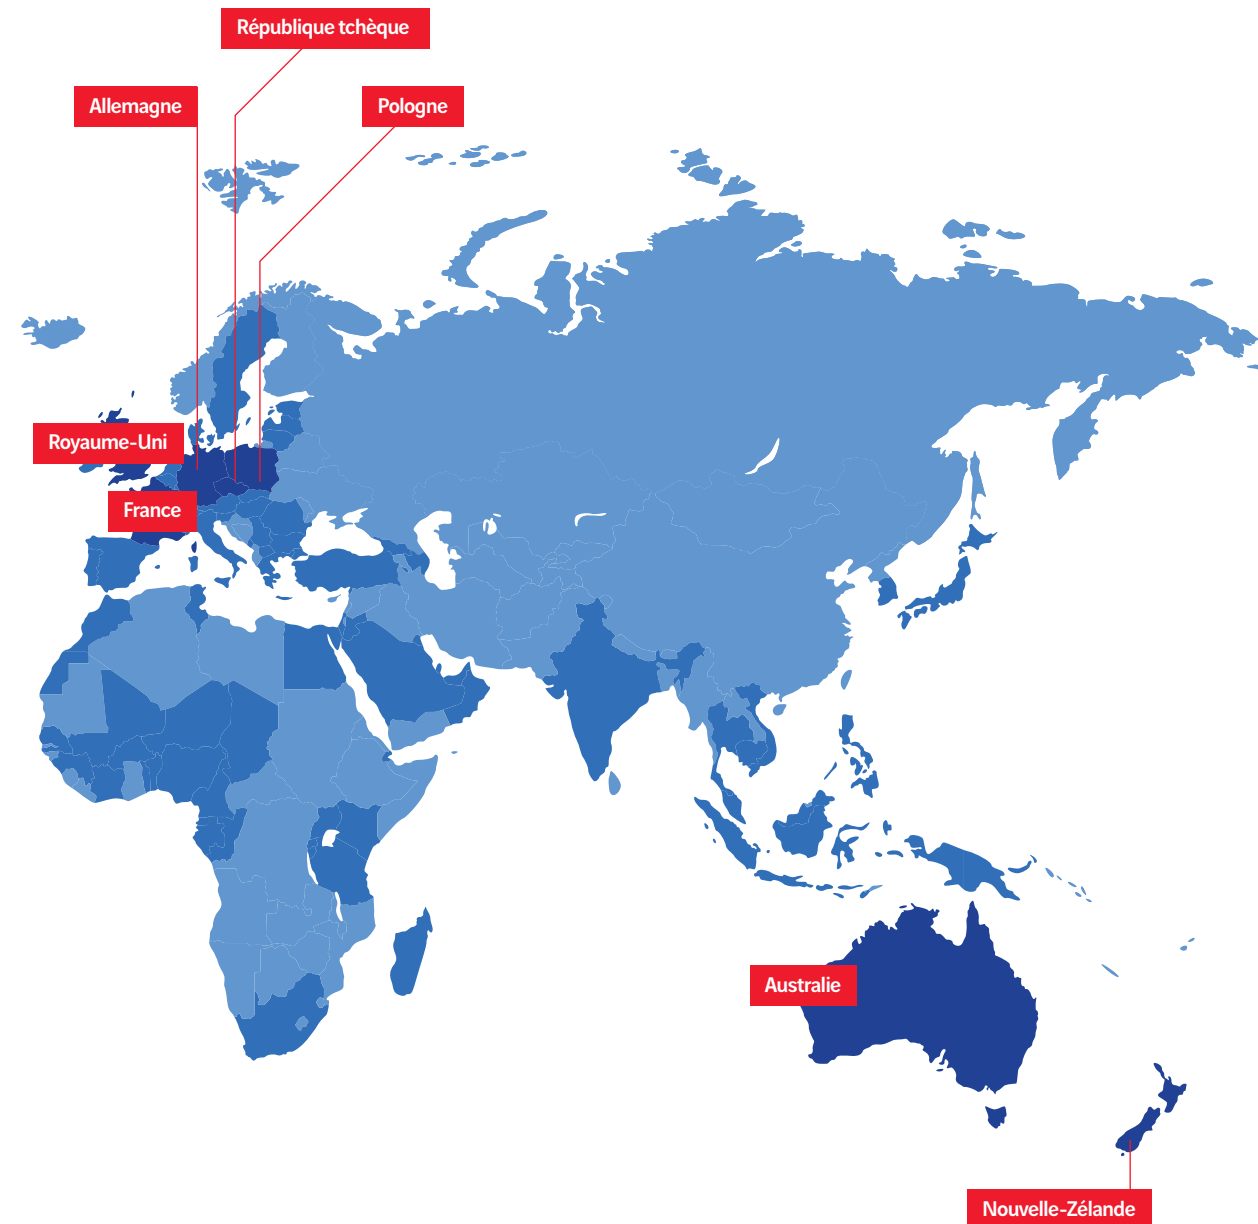 République tchèque
Allemagne
Pologne
Royaume-Uni
France
Australie
Nouvelle-Zélande